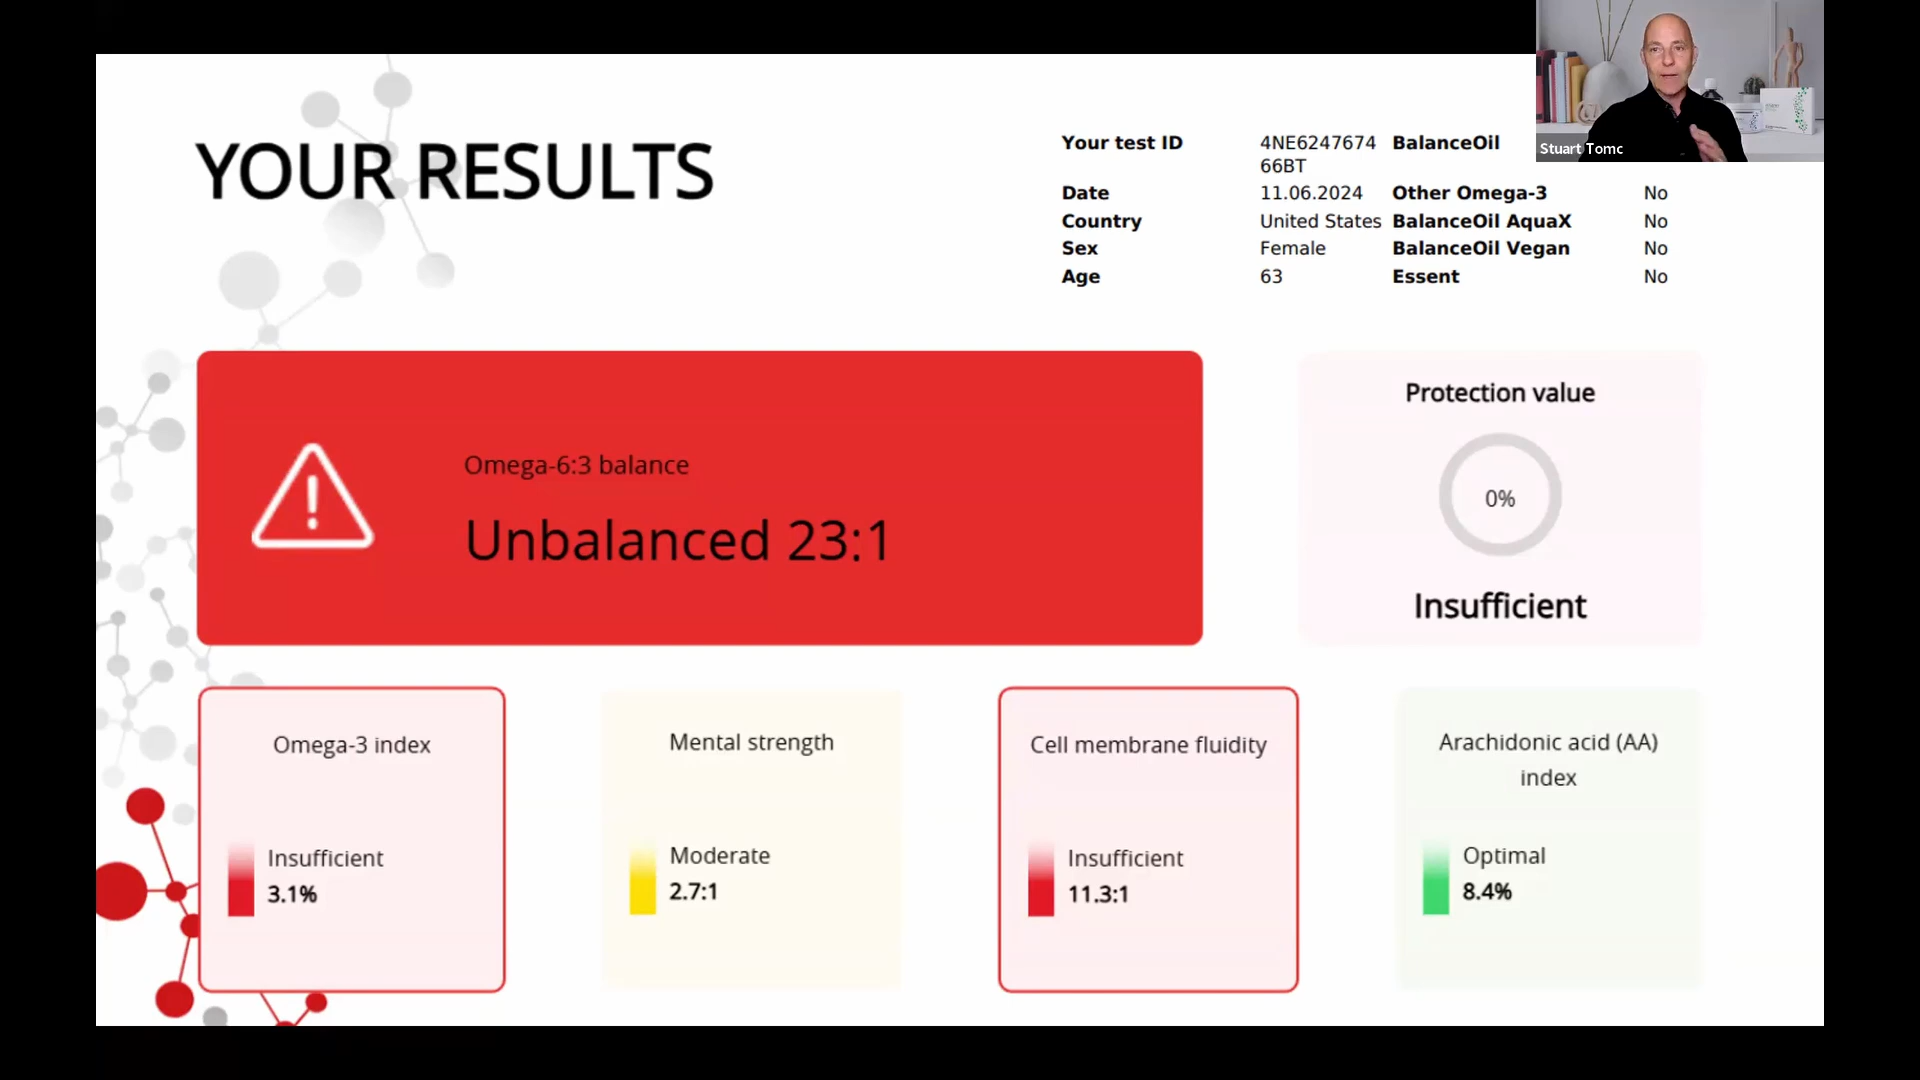 YOUR RESULTS
Your test ID 4NE6247674 BalanceOil
66BT
Date 11.06.2024 Other Omega-3 No
Country United States BalanceOil AquaX No
Sex Female BalanceOil Vegan No
Age 63 Essent No
Stuart Tomc
Omega-6:3 balance
Unbalanced 23:1
Protection value
0%
Insufficient
Omega-3 index
Insufficient
3.1%
Mental strength
Moderate
2.7:1
Cell membrane fluidity
Insufficient
11.3:1
Arachidonic acid (AA)
index
Optimal
8.4%